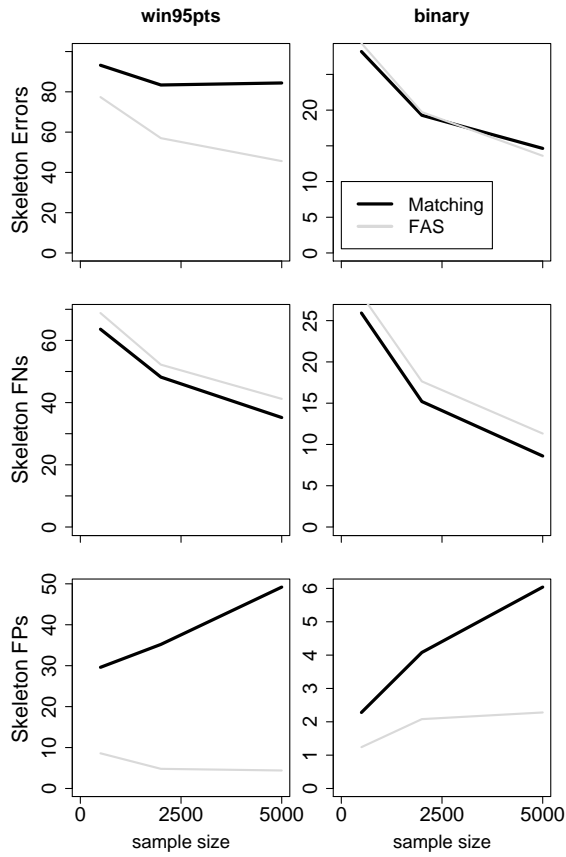 win95pts
binary
Skeleton Errors
0 20 40 60 80
0 5 10 20
Matching
FAS
Skeleton FNs
0 20 40 60
0 5 10 15 20 25
Skeleton FPs
0 10 20 30 40 50
0 1 2 3 4 5 6
0 2500 5000
0 2500 5000
sample size
sample size